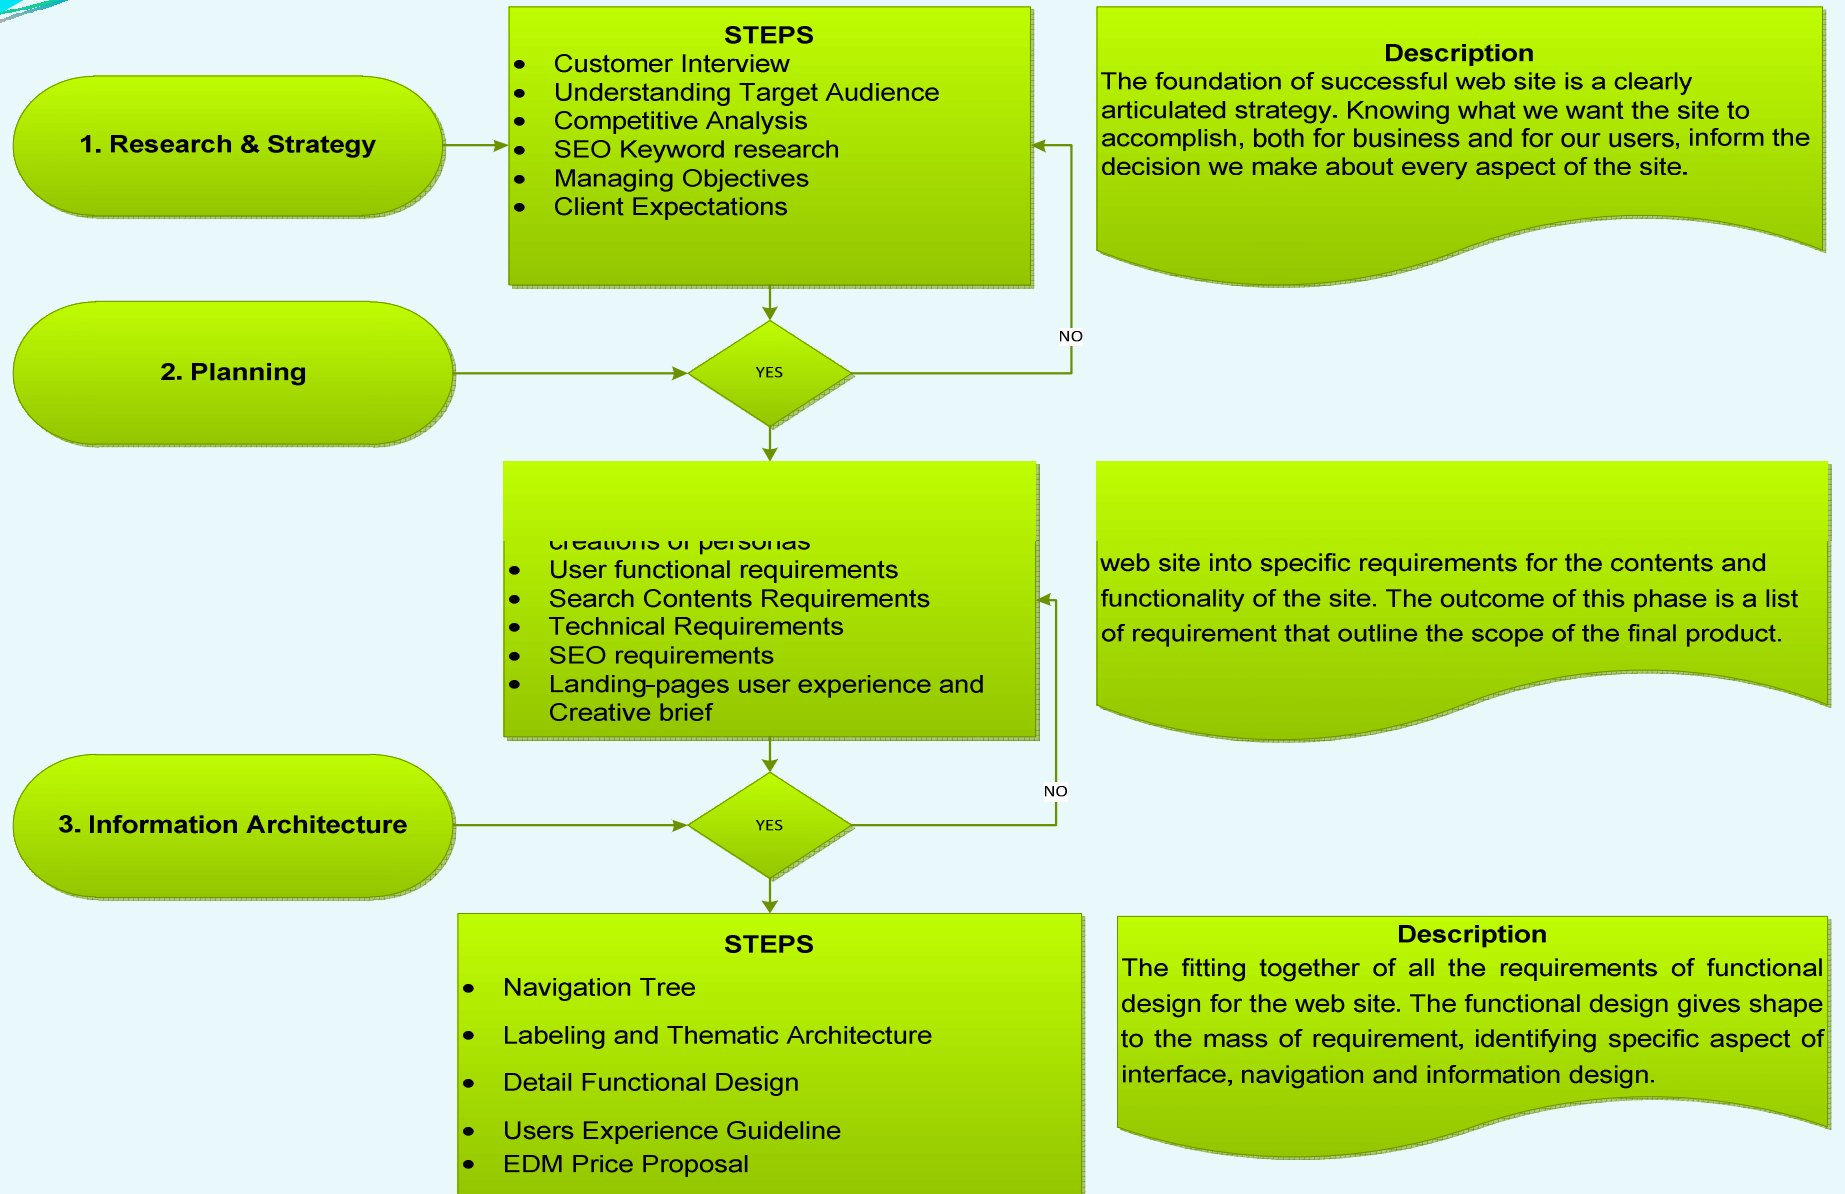 1. Research & Strategy
STEPS
• Customer Interview
• Understanding Target Audience
• Competitive Analysis
• SEO Keyword research
• Managing Objectives
• Client Expectations
Description
The foundation of successful web site is a clearly
articulated strategy. Knowing what we want the site to
accomplish, both for business and for our users, inform the
decision we make about every aspect of the site.
NO
2. Planning
YES
creations of personas
• User functional requirements
• Search Contents Requirements
• Technical Requirements
• SEO requirements
• Landing-pages user experience and
Creative brief
web site into specific requirements for the contents and
functionality of the site. The outcome of this phase is a list
of requirement that outline the scope of the final product.
NO
3. Information Architecture
YES
STEPS
• Navigation Tree
• Labeling and Thematic Architecture
• Detail Functional Design
• Users Experience Guideline
• EDM Price Proposal
Description
The fitting together of all the requirements of functional
design for the web site. The functional design gives shape
to the mass of requirement, identifying specific aspect of
interface, navigation and information design.